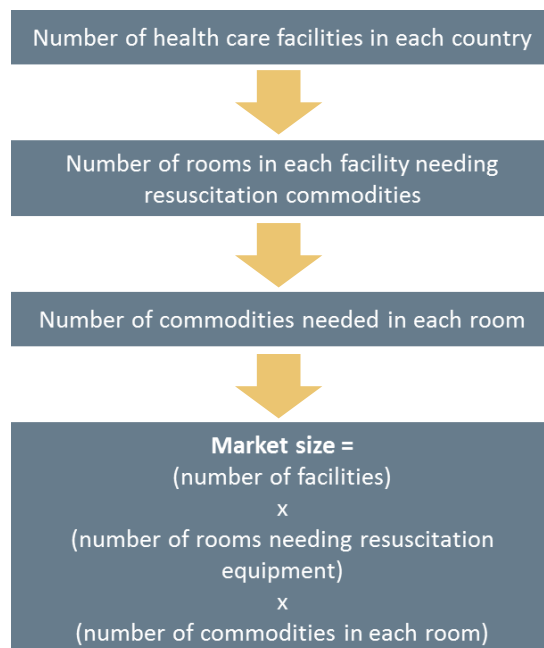 Number of health care facilities in each country
Number of rooms in each facility needing
resuscitation commodities
Number of commodities needed in each room
Market size =
(number of facilities)
x
(number of rooms needing resuscitation
equipment)
x
(number of commodities in each room)